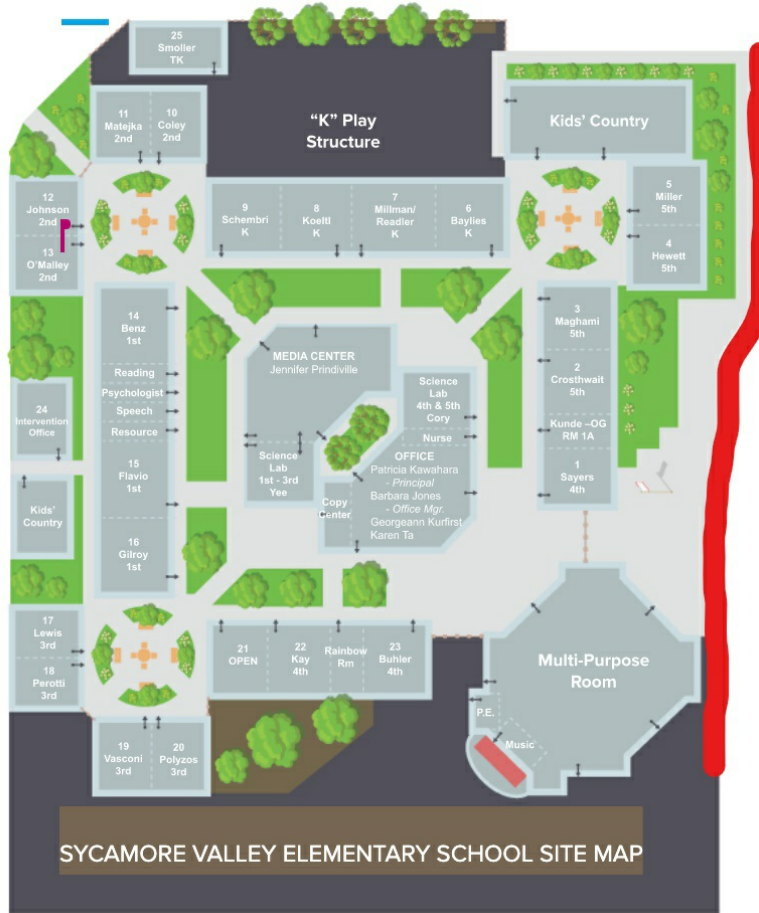 25
Smoller
TK
11
Matejka
2nd
10
Coley
2nd
"K" Play
Structure
Kids' Country
12
Johnson
2nd
13
O'Malley
2nd
9
Schembri
K
8
Koeltl
K
7
Millman/
Readler
K
6
Baylies
K
5
Miller
5th
4
Hewett
5th
14
Benz
1st
Reading
Psychologist
Speech
Resource
15
Flavio
1st
16
Gilroy
1st
24
Intervention
Office
Kids'
Country
MEDIA CENTER
Jennifer Prindiville
Science
Lab
4th & 5th
Cory
Nurse
Science
Lab
1st - 3rd
Yee
OFFICE
Patricia Kawahara
- Principal
Barbara Jones
- Office Mgr.
Georgeann Kurfirst
Karen Ta
Copy
Center
3
Maghami
5th
2
Crosthwait
5th
Kunde –OG
RM 1A
1
Sayers
4th
17
Lewis
3rd
18
Perotti
3rd
21
OPEN
22
Kay
4th
Rainbow
Rm
23
Buhler
4th
Multi-Purpose
Room
P.E.
Music
19
Vasconi
3rd
20
Polyzos
3rd
SYCAMORE VALLEY ELEMENTARY SCHOOL SITE MAP